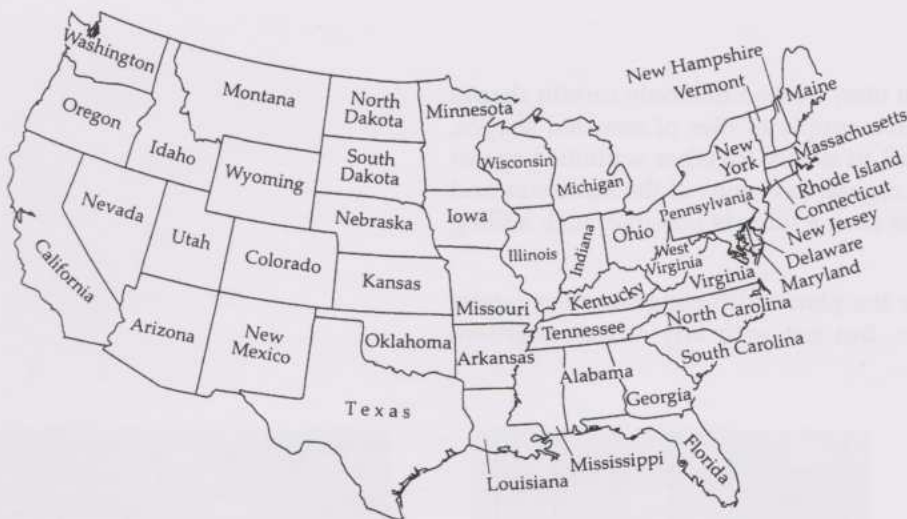 Washington
Oregon
California
Nevada
Idaho
Montana
Wyoming
Utah
Arizona
Colorado
New
Mexico
North
Dakota
South
Dakota
Nebraska
Kansas
Oklahoma
Texas
Minnesota
Iowa
Missouri
Arkansas
Louisiana
Wisconsin
Illinois
Michigan
Indiana
Ohio
Kentucky
Tennessee
Mississippi
Alabama
Georgia
Florida
South Carolina
North Carolina
Virginia
West
Virginia
Pennsylvania
New
York
New Hampshire
Vermont
Maine
Massachusetts
Rhode Island
Connecticut
New Jersey
Delaware
Maryland